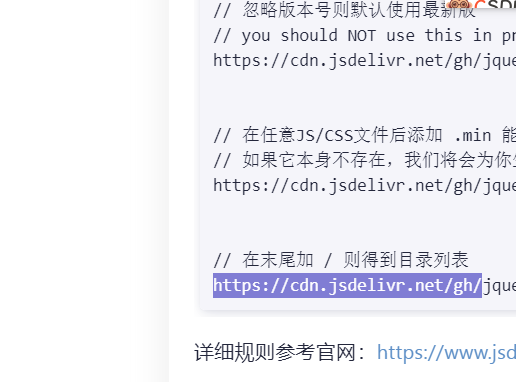 // 忽略版本号则默认使用最新版
// you should NOT use this in
https://cdn.jsdelivr.net/gh/
// 在任意JS/CSS文件后添加 .min 能
// 如果它本身不存在，我们将会为你
https://cdn.jsdelivr.net/gh/
// 在末尾加 / 则得到目录列表
https://cdn.jsdelivr.net/gh/
详细规则参考官网：https://www.jsd